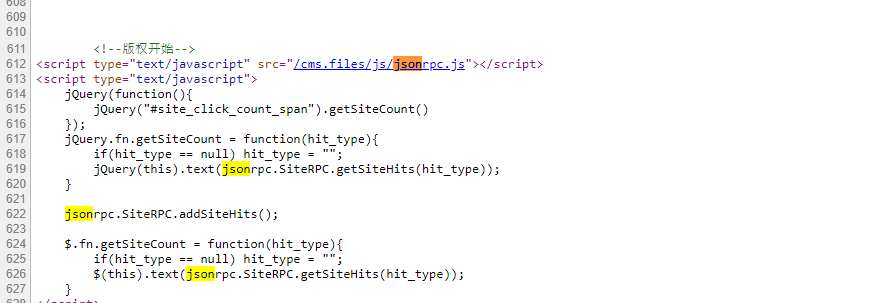 608
609
610
611 <!--版权开始-->
612 <script type="text/javascript" src="/cms.files/js/jsonrpc.js"></script>
613 <script type="text/javascript">
614 jQuery(function(){
615 jQuery("#site_click_count_span").getSiteCount()
616 });
617 jQuery.fn.getSiteCount = function(hit_type){
618 if(hit_type == null) hit_type = "";
619 jQuery(this).text(jsonrpc.SiteRPC.getSiteHits(hit_type));
620 }
621
622 jsonrpc.SiteRPC.addSiteHits();
623
624 $.fn.getSiteCount = function(hit_type){
625 if(hit_type == null) hit_type = "";
626 $(this).text(jsonrpc.SiteRPC.getSiteHits(hit_type));
627 }